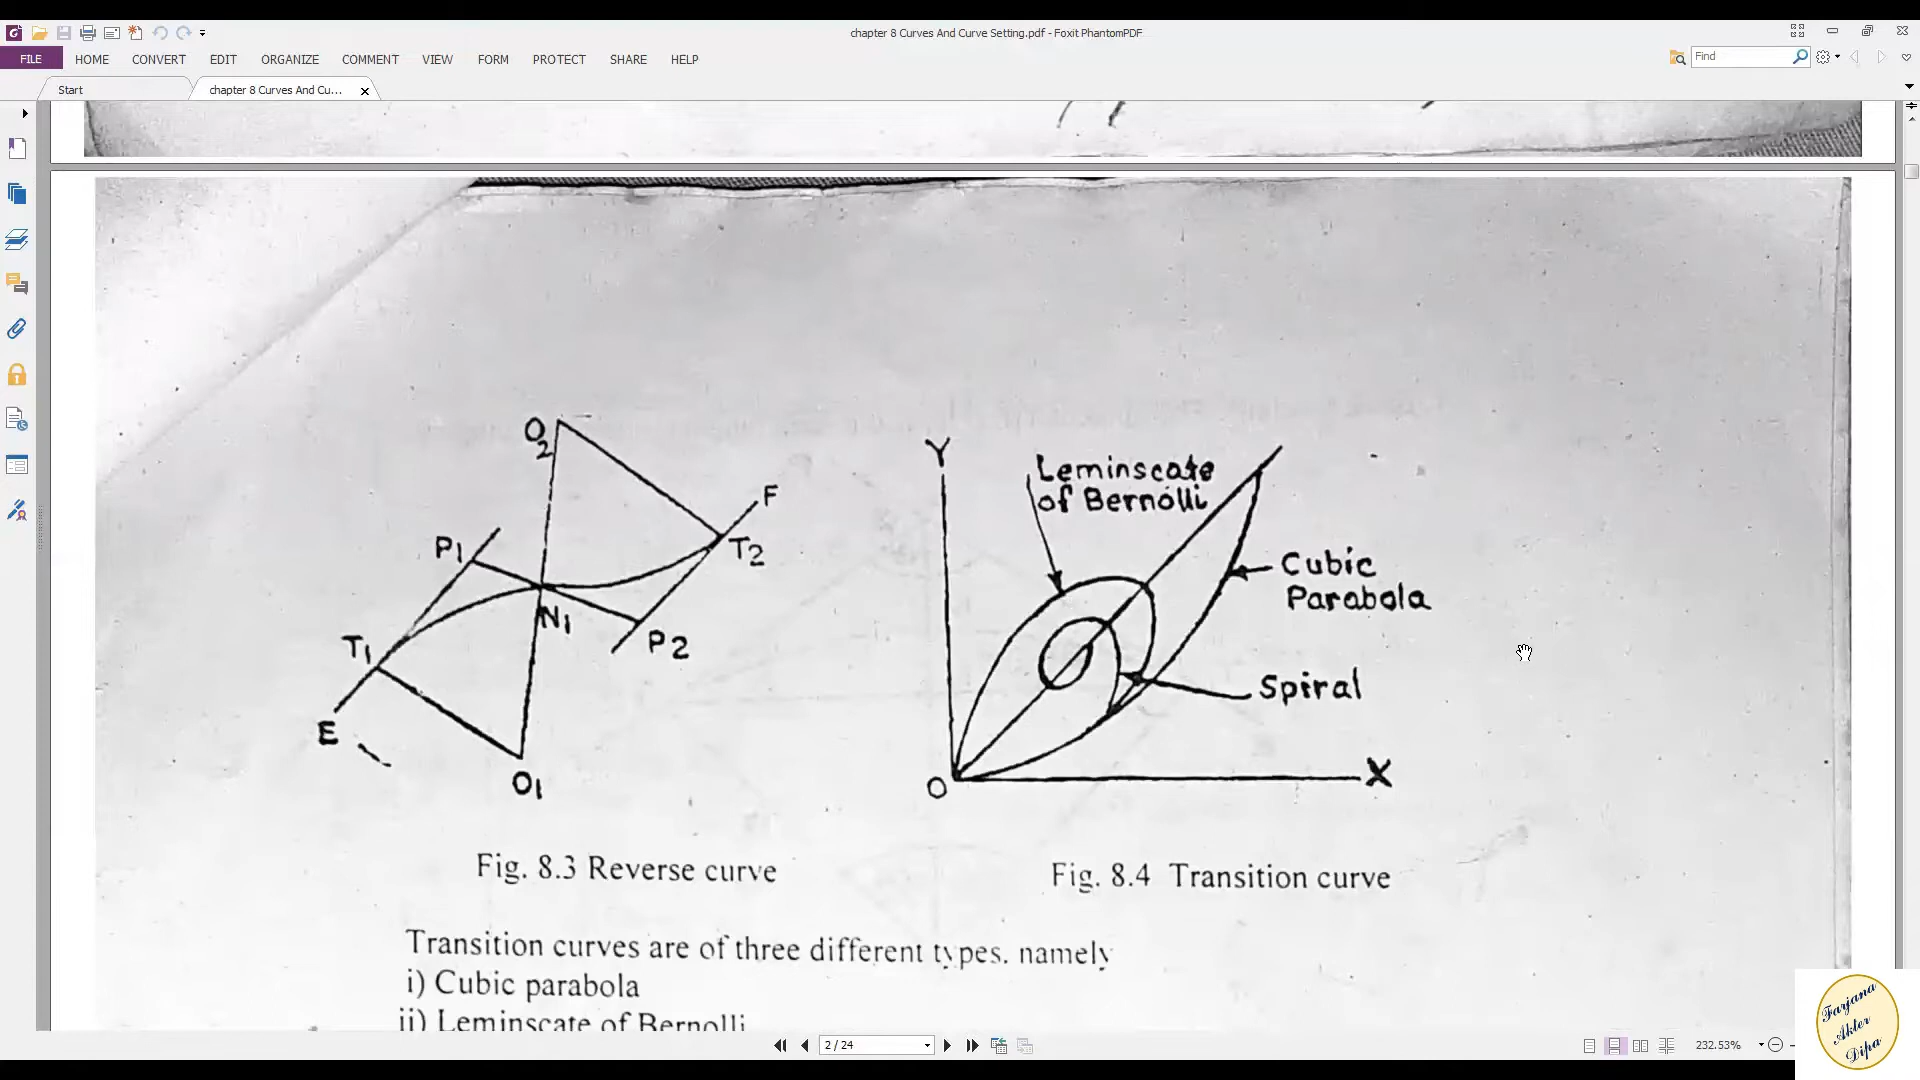 chapter 8 Curves And Curve Setting.pdf - Foxit PhantomPDF
FILE HOME CONVERT EDIT ORGANIZE COMMENT VIEW FORM PROTECT SHARE HELP
Find
Start
chapter 8 Curves And Cu...
O2
F
P1
T2
N1
P2
T1
E
O1
Y
Leminscate
of Bernolli
Cubic
Parabola
Spiral
O
X
Fig. 8.3 Reverse curve
Fig. 8.4 Transition curve
Transition curves are of three different types. namely
i) Cubic parabola
ii) Leminscate of Bernolli
2 / 24
232.53%
Farjana
Akter
Dipa